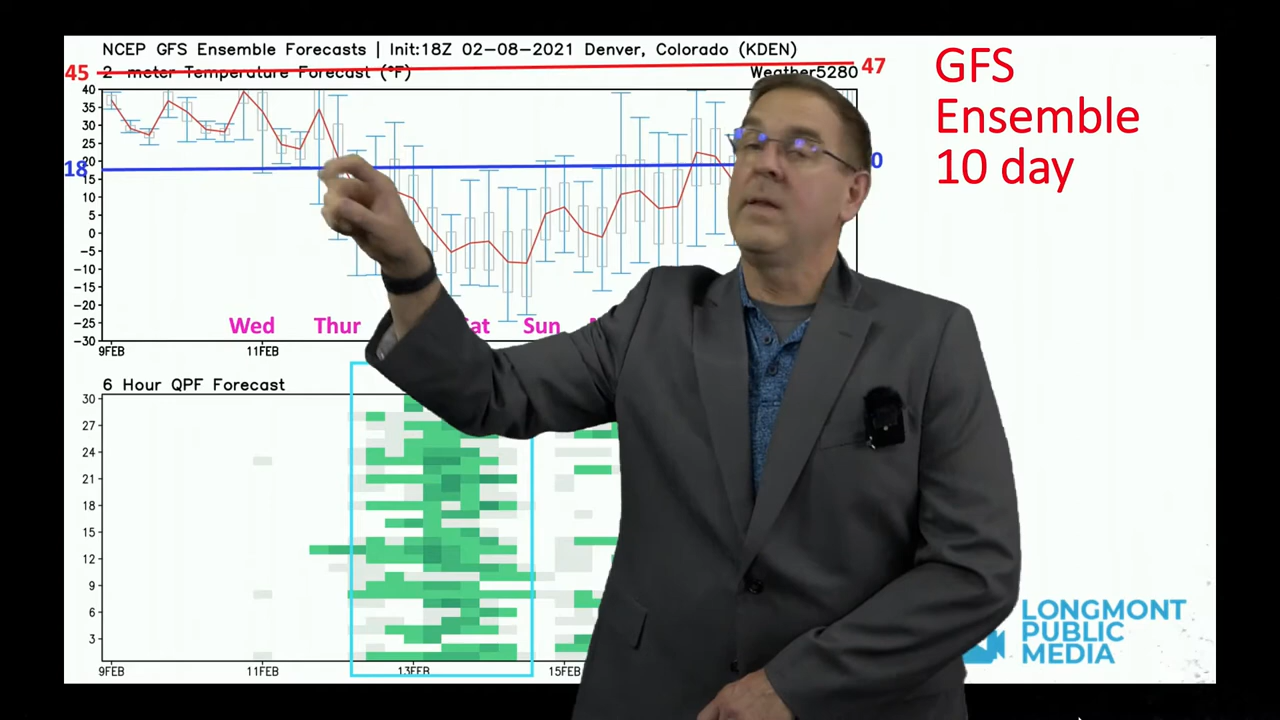 NCEP GFS Ensemble Forecasts | Init:18Z 02-08-2021 Denver, Colorado (KDEN)
45
2-meter Temperature Forecast (°F)
Weather5280
47
GFS
Ensemble
10 day
40
35
30
25
20
18
15
10
5
0
-5
-10
-15
-20
-25
-30
Wed
Thur
Sun
9FEB
11FEB
6 Hour QPF Forecast
30
27
24
21
18
15
12
9
6
3
9FEB
11FEB
13FEB
15FEB
LONGMONT
PUBLIC
MEDIA